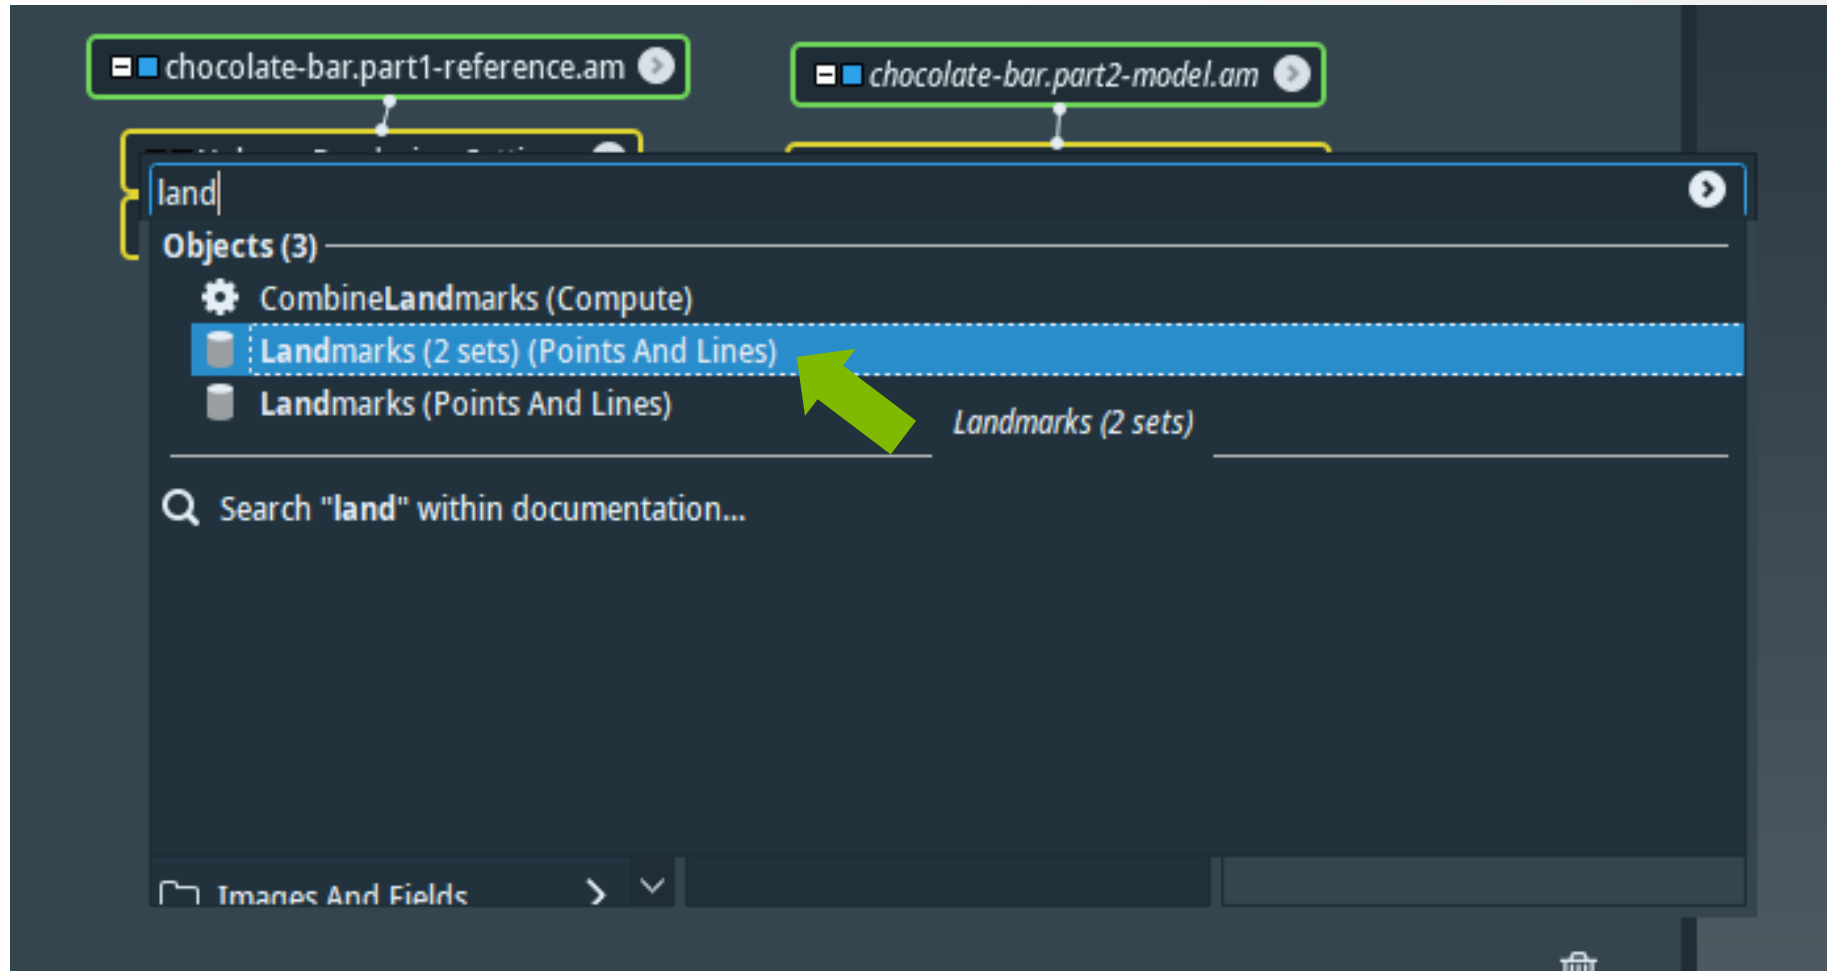 chocolate-bar.part1-reference.am
chocolate-bar.part2-model.am
land
Objects (3)
CombineLandmarks (Compute)
Landmarks (2 sets) (Points And Lines)
Landmarks (Points And Lines)
Landmarks (2 sets)
Search "land" within documentation...
Images And Fields